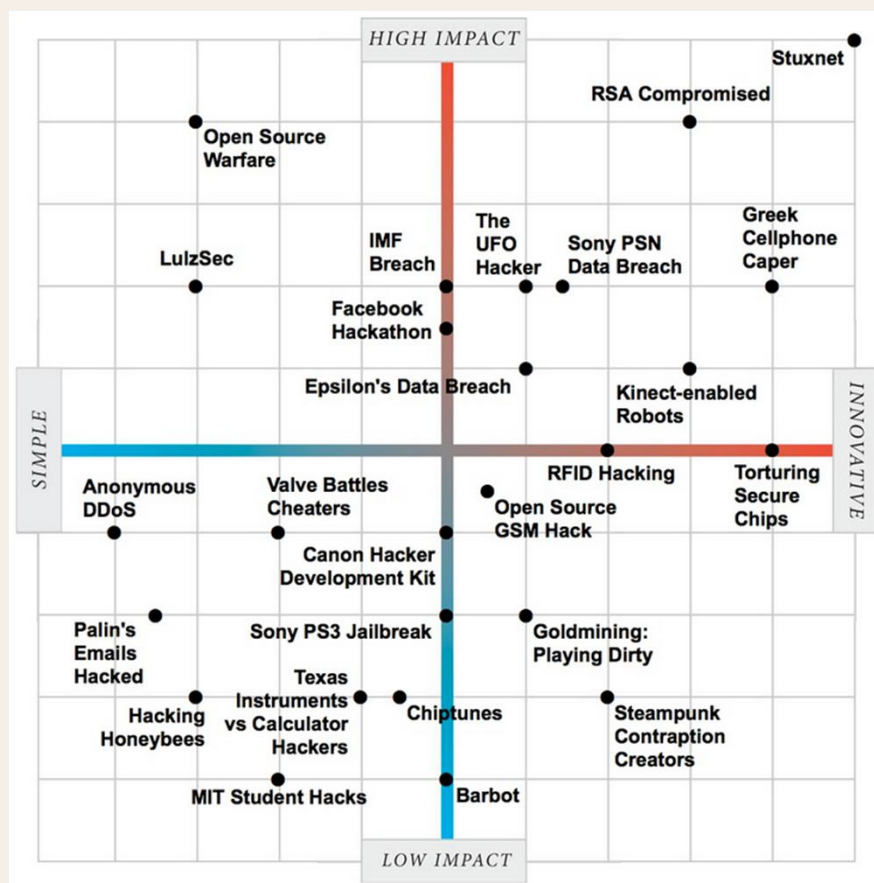 HIGH IMPACT
Stuxnet
RSA Compromised
Open Source
Warfare
LulzSec
IMF
Breach
The
UFO
Hacker
Sony PSN
Data Breach
Greek
Cellphone
Caper
Facebook
Hackathon
Epsilon's Data Breach
Kinect-enabled
Robots
SIMPLE
INNOVATIVE
RFID Hacking
Torturing
Secure
Chips
Anonymous
DDoS
Valve Battles
Cheaters
Open Source
GSM Hack
Canon Hacker
Development Kit
Palin's
Emails
Hacked
Sony PS3 Jailbreak
Goldmining:
Playing Dirty
Hacking
Honeybees
Texas
Instruments
vs Calculator
Hackers
Chiptunes
Steampunk
Contraption
Creators
MIT Student Hacks
Barbot
LOW IMPACT